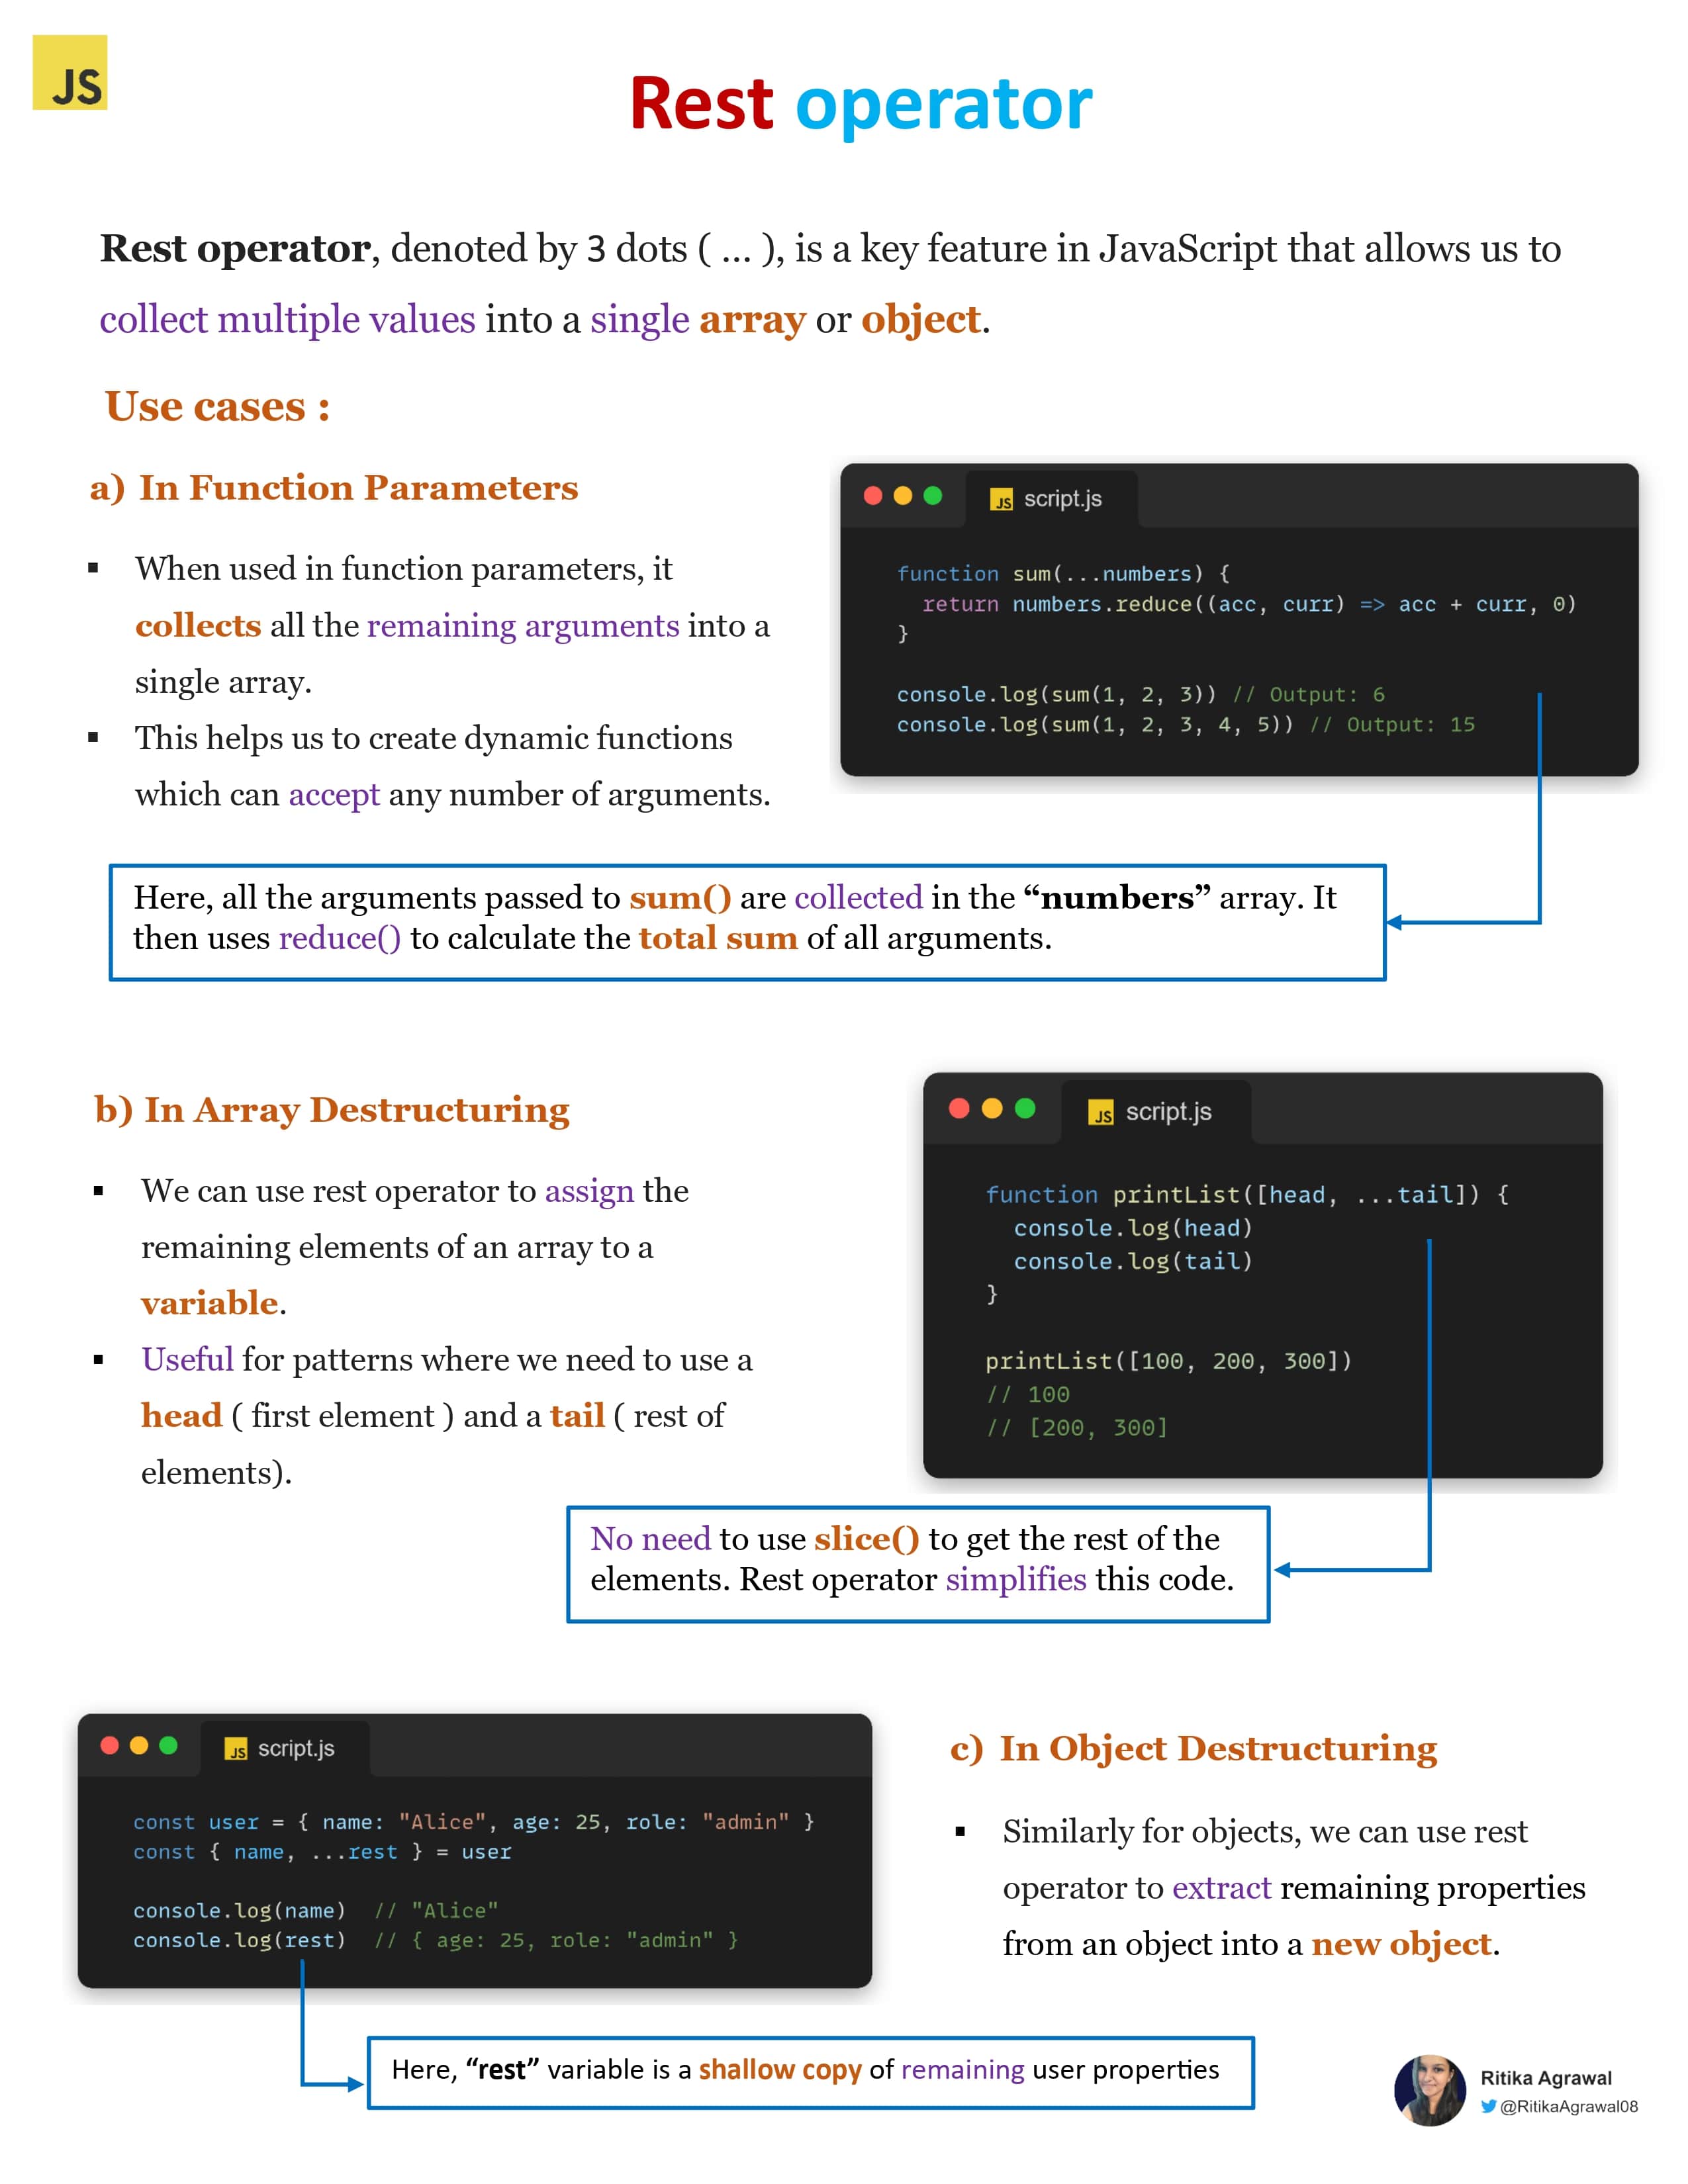 JS
Rest operator
Rest operator, denoted by 3 dots ( ... ), is a key feature in JavaScript that allows us to
collect multiple values into a single array or object.
Use cases :
a) In Function Parameters
▪ When used in function parameters, it
collects all the remaining arguments into a
single array.
▪ This helps us to create dynamic functions
which can accept any number of arguments.
JS script.js
function sum(...numbers) {
  return numbers.reduce((acc, curr) => acc + curr, 0)
}
console.log(sum(1, 2, 3)) // Output: 6
console.log(sum(1, 2, 3, 4, 5)) // Output: 15
Here, all the arguments passed to sum() are collected in the “numbers” array. It
then uses reduce() to calculate the total sum of all arguments.
b) In Array Destructuring
▪ We can use rest operator to assign the
remaining elements of an array to a
variable.
▪ Useful for patterns where we need to use a
head ( first element ) and a tail ( rest of
elements).
JS script.js
function printList([head, ...tail]) {
  console.log(head)
  console.log(tail)
}
printList([100, 200, 300])
// 100
// [200, 300]
No need to use slice() to get the rest of the
elements. Rest operator simplifies this code.
JS script.js
const user = { name: "Alice", age: 25, role: "admin" }
const { name, ...rest } = user
console.log(name)  // "Alice"
console.log(rest)  // { age: 25, role: "admin" }
c) In Object Destructuring
▪ Similarly for objects, we can use rest
operator to extract remaining properties
from an object into a new object.
Here, “rest” variable is a shallow copy of remaining user properties
Ritika Agrawal
@RitikaAgrawal08